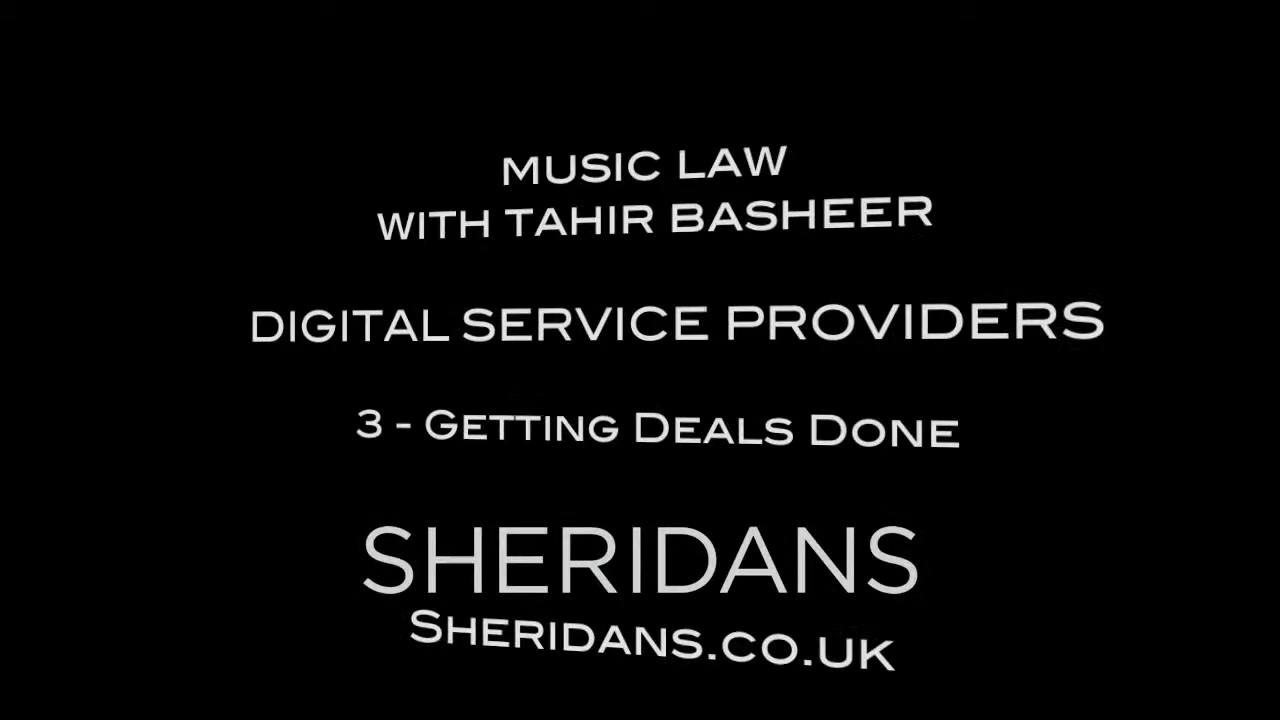 MUSIC LAW
WITH TAHIR BASHEER
DIGITAL SERVICE PROVIDERS
3 - GETTING DEALS DONE
SHERIDANS
SHERIDANS.CO.UK